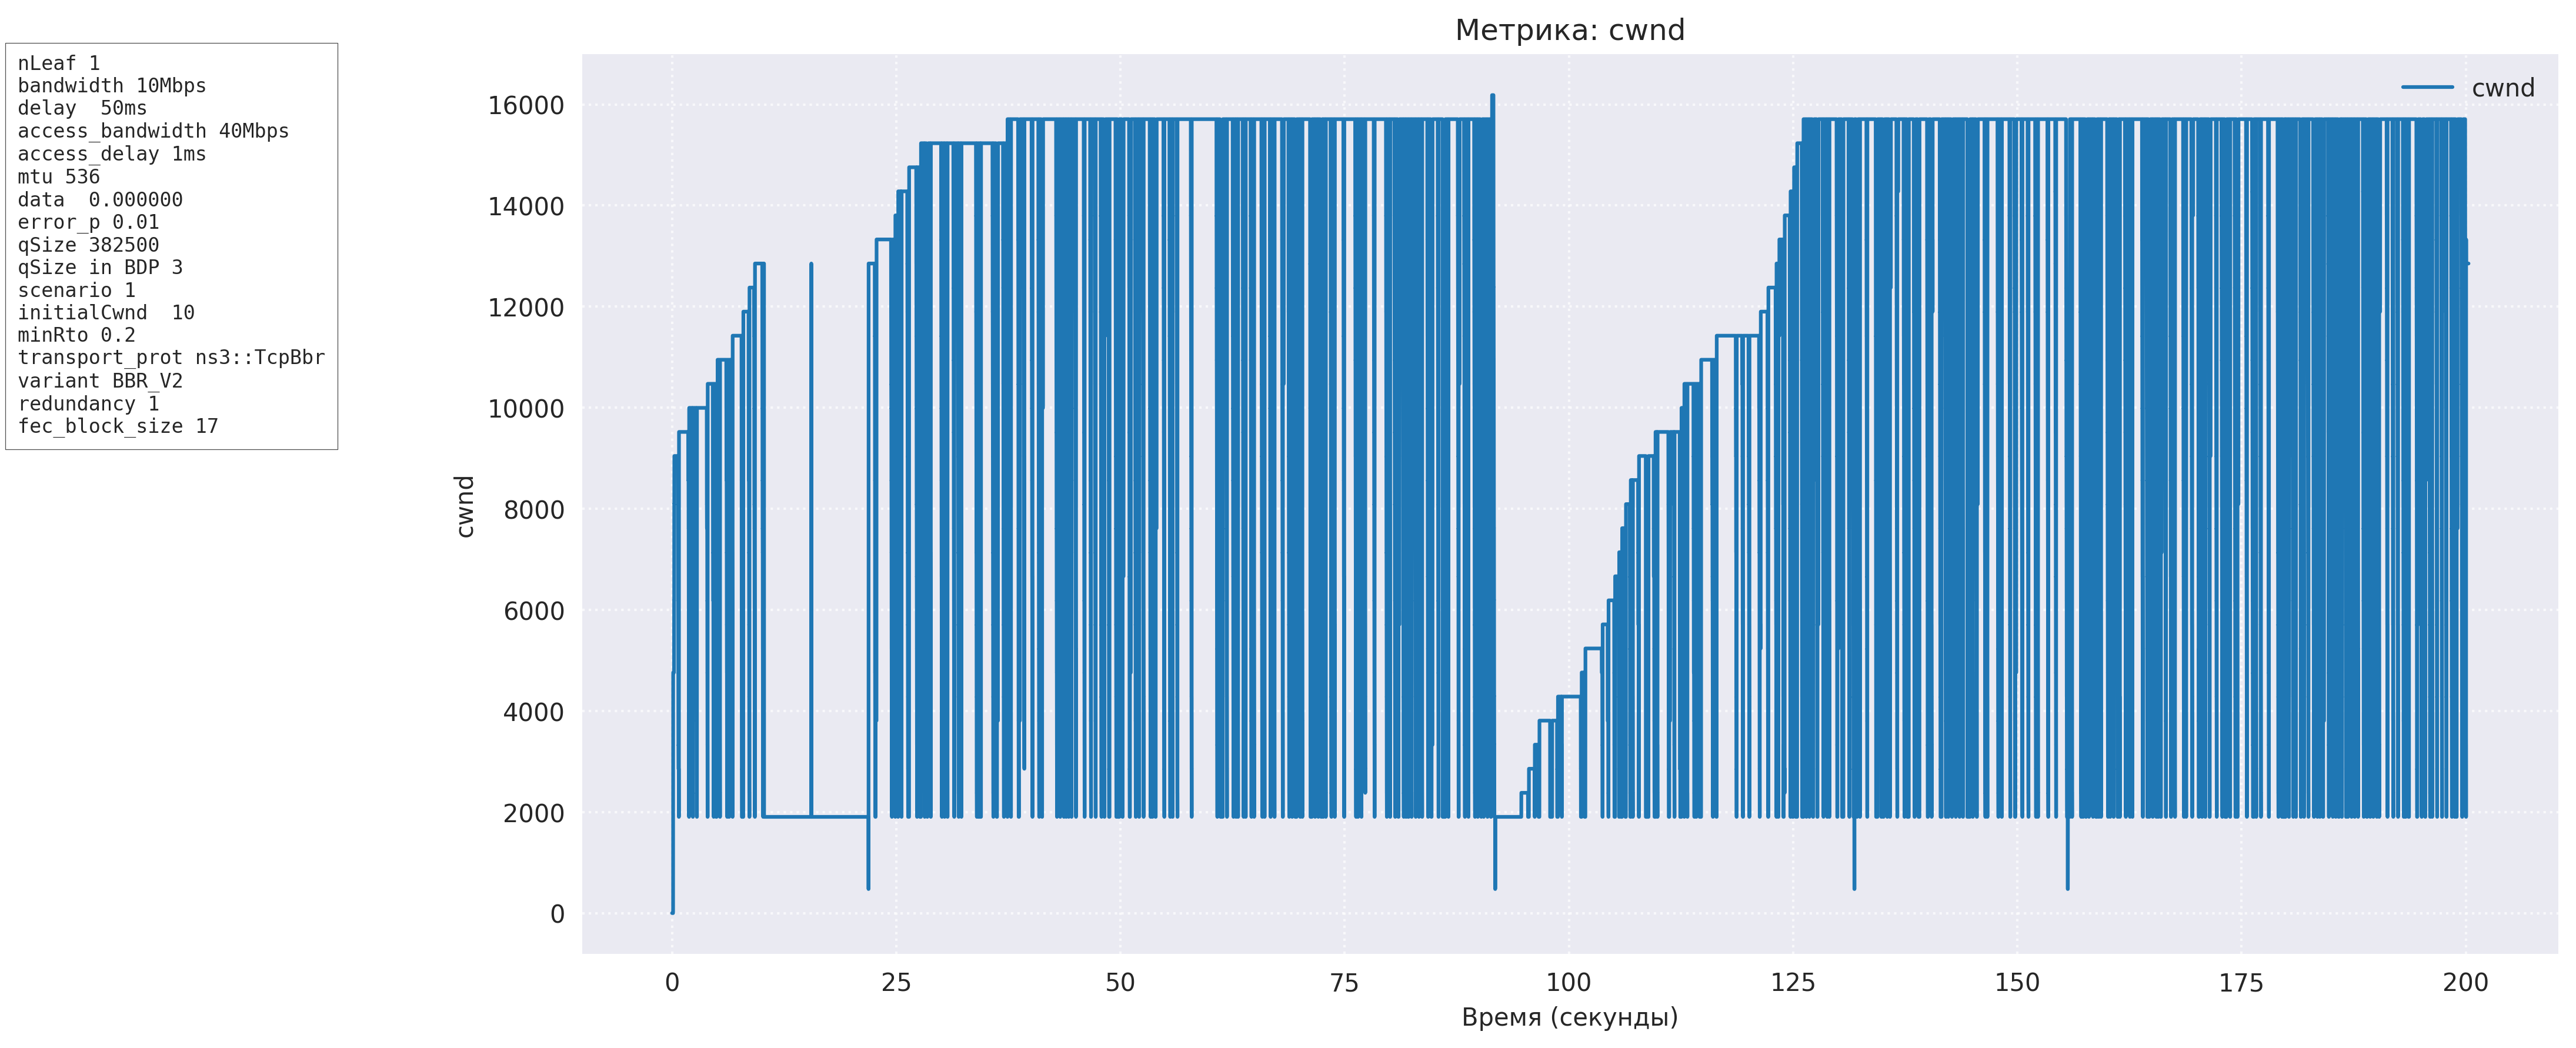 Метрика: cwnd
nLeaf 1
bandwidth 10Mbps
delay  50ms
access_bandwidth 40Mbps
access_delay 1ms
mtu 536
data  0.000000
error_p 0.01
qSize 382500
qSize in BDP 3
scenario 1
initialCwnd  10
minRto 0.2
transport_prot ns3::TcpBbr
variant BBR_V2
redundancy 1
fec_block_size 17
cwnd
16000
14000
12000
10000
8000
6000
4000
2000
0
cwnd
0 25 50 75 100 125 150 175 200
Время (секунды)